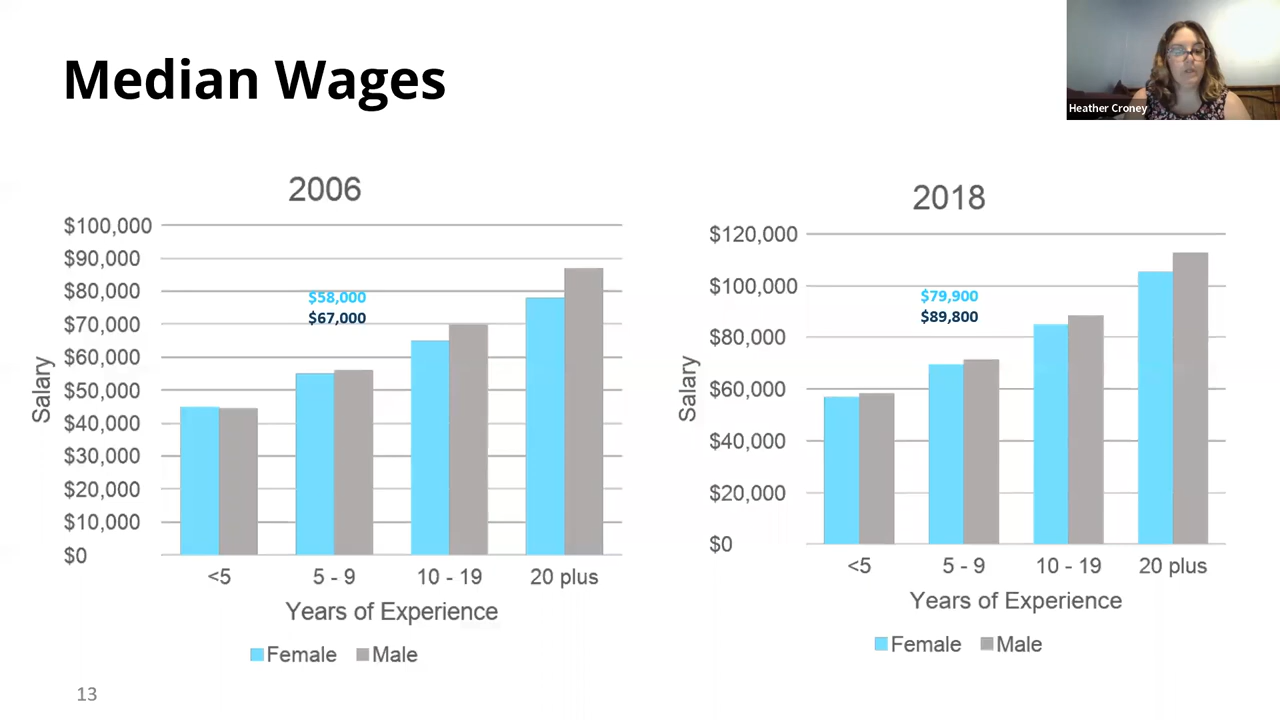 Median Wages
Heather Croney
2006
$100,000
$90,000
$80,000
$70,000
$60,000
$50,000
$40,000
$30,000
$20,000
$10,000
$0
Salary
$58,000
$67,000
<5
5 - 9
10 - 19
20 plus
Years of Experience
Female
Male
2018
$120,000
$100,000
$80,000
$60,000
$40,000
$20,000
$0
Salary
$79,900
$89,800
<5
5 - 9
10 - 19
20 plus
Years of Experience
Female
Male
13